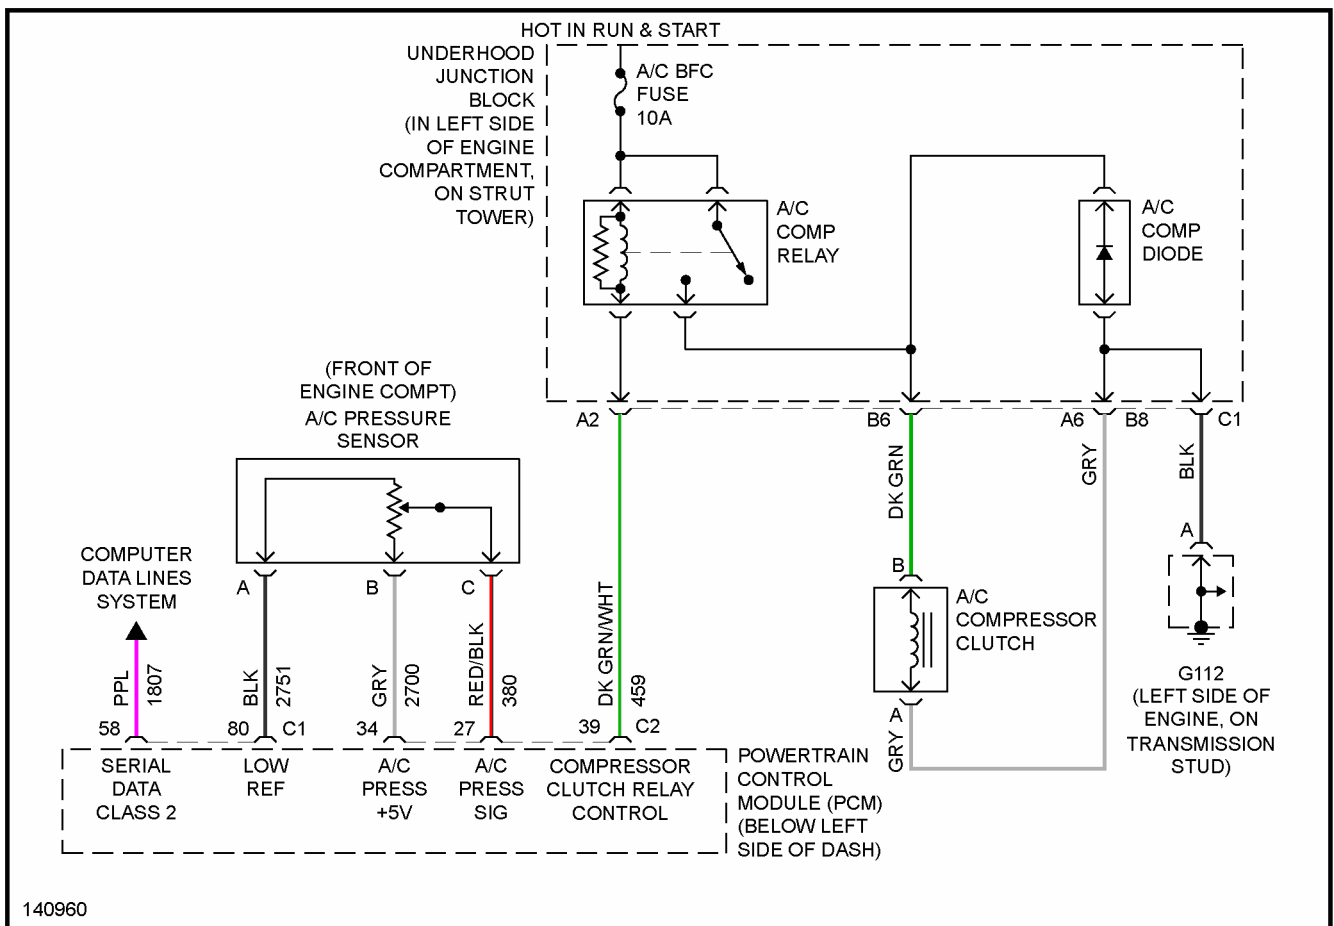 HOT IN RUN & START
UNDERHOOD
JUNCTION
BLOCK
(IN LEFT SIDE
OF ENGINE
COMPARTMENT,
ON STRUT
TOWER)
A/C BFC
FUSE
10A
A/C
COMP
RELAY
A/C
COMP
DIODE
(FRONT OF
ENGINE COMPT)
A/C PRESSURE
SENSOR
A2
B6
A6
B8
C1
DK GRN
GRY
BLK
A
B
COMPUTER
DATA LINES
SYSTEM
A
B
C
A/C
COMPRESSOR
CLUTCH
PPL
1807
BLK
2751
GRY
2700
RED/BLK
380
DK GRN/WHT
459
A
GRY
G112
(LEFT SIDE OF
ENGINE, ON
TRANSMISSION
STUD)
58
80
C1
34
27
39
C2
SERIAL
DATA
CLASS 2
LOW
REF
A/C
PRESS
+5V
A/C
PRESS
SIG
COMPRESSOR
CLUTCH RELAY
CONTROL
POWERTRAIN
CONTROL
MODULE (PCM)
(BELOW LEFT
SIDE OF DASH)
140960